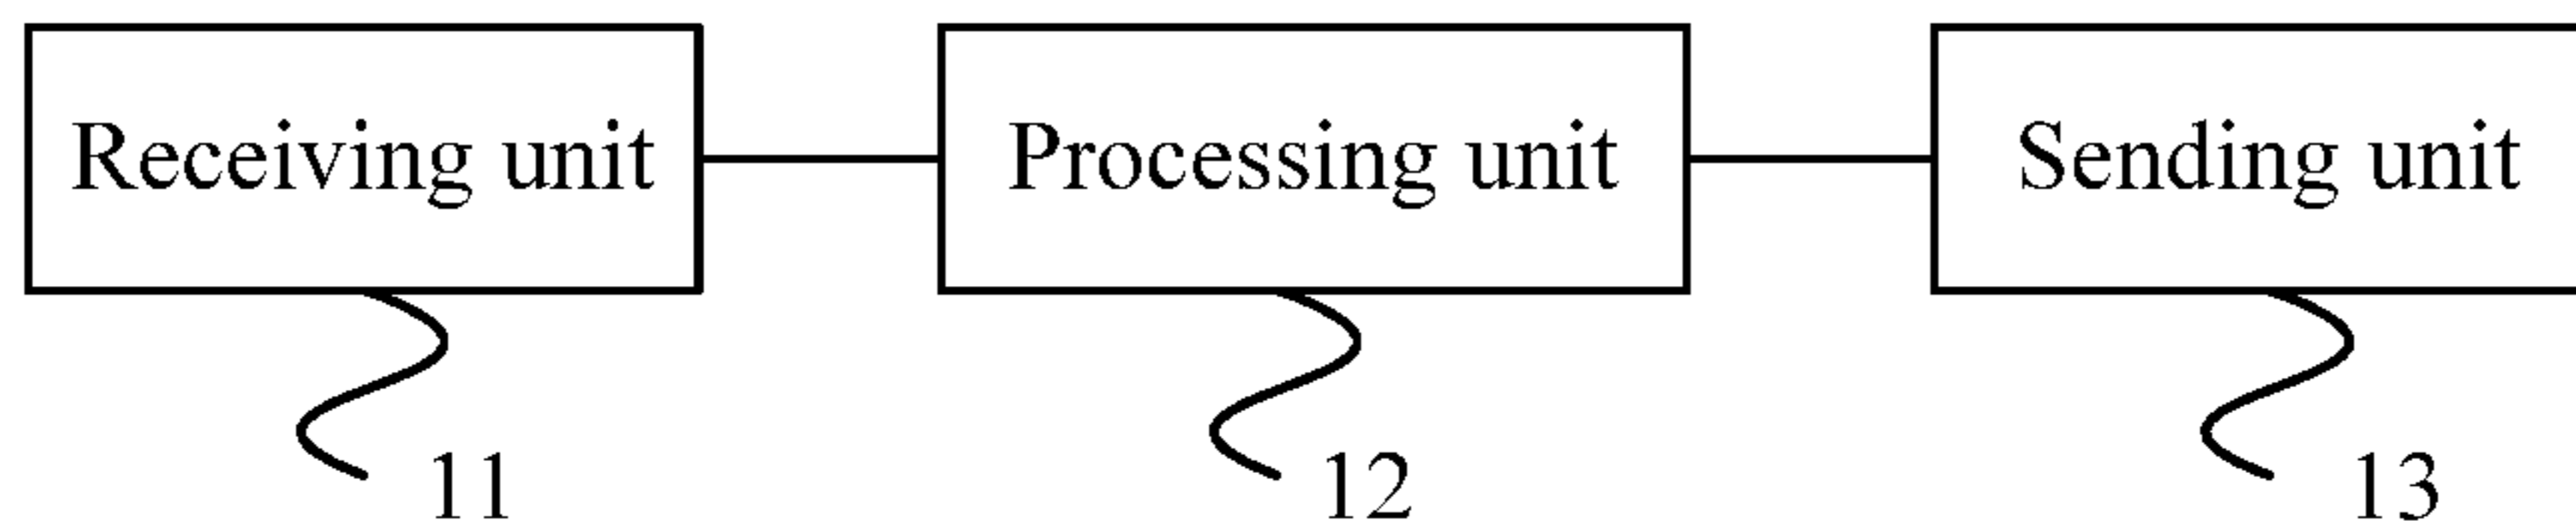 Receiving unit
Processing unit
Sending unit
11
12
13